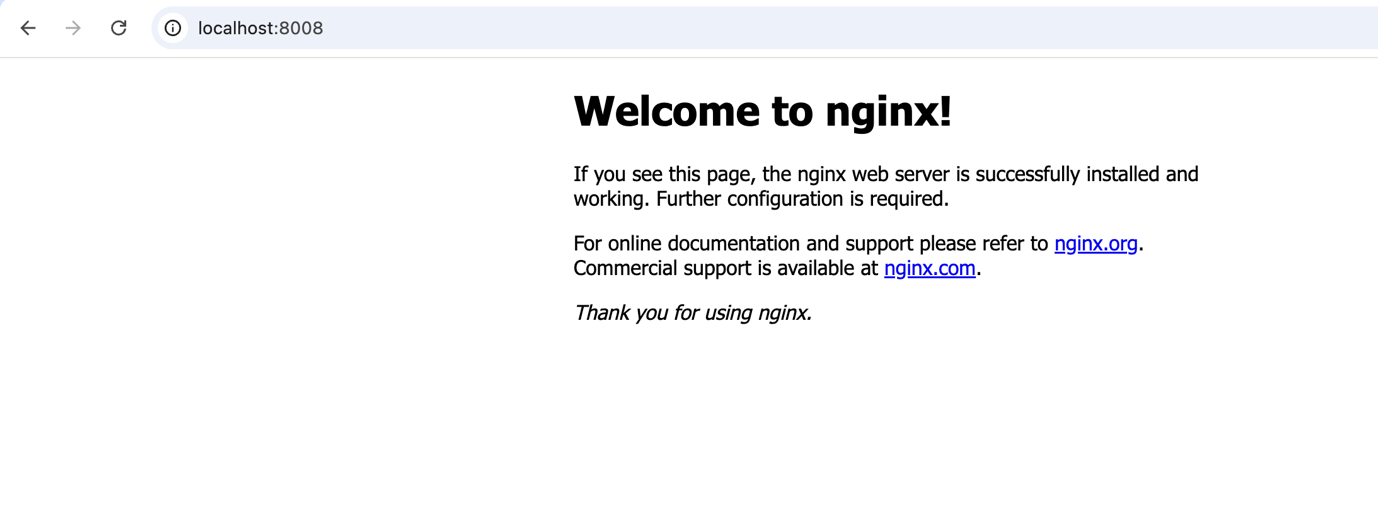 localhost:8008
Welcome to nginx!
If you see this page, the nginx web server is successfully installed and
working. Further configuration is required.
For online documentation and support please refer to nginx.org.
Commercial support is available at nginx.com.
Thank you for using nginx.